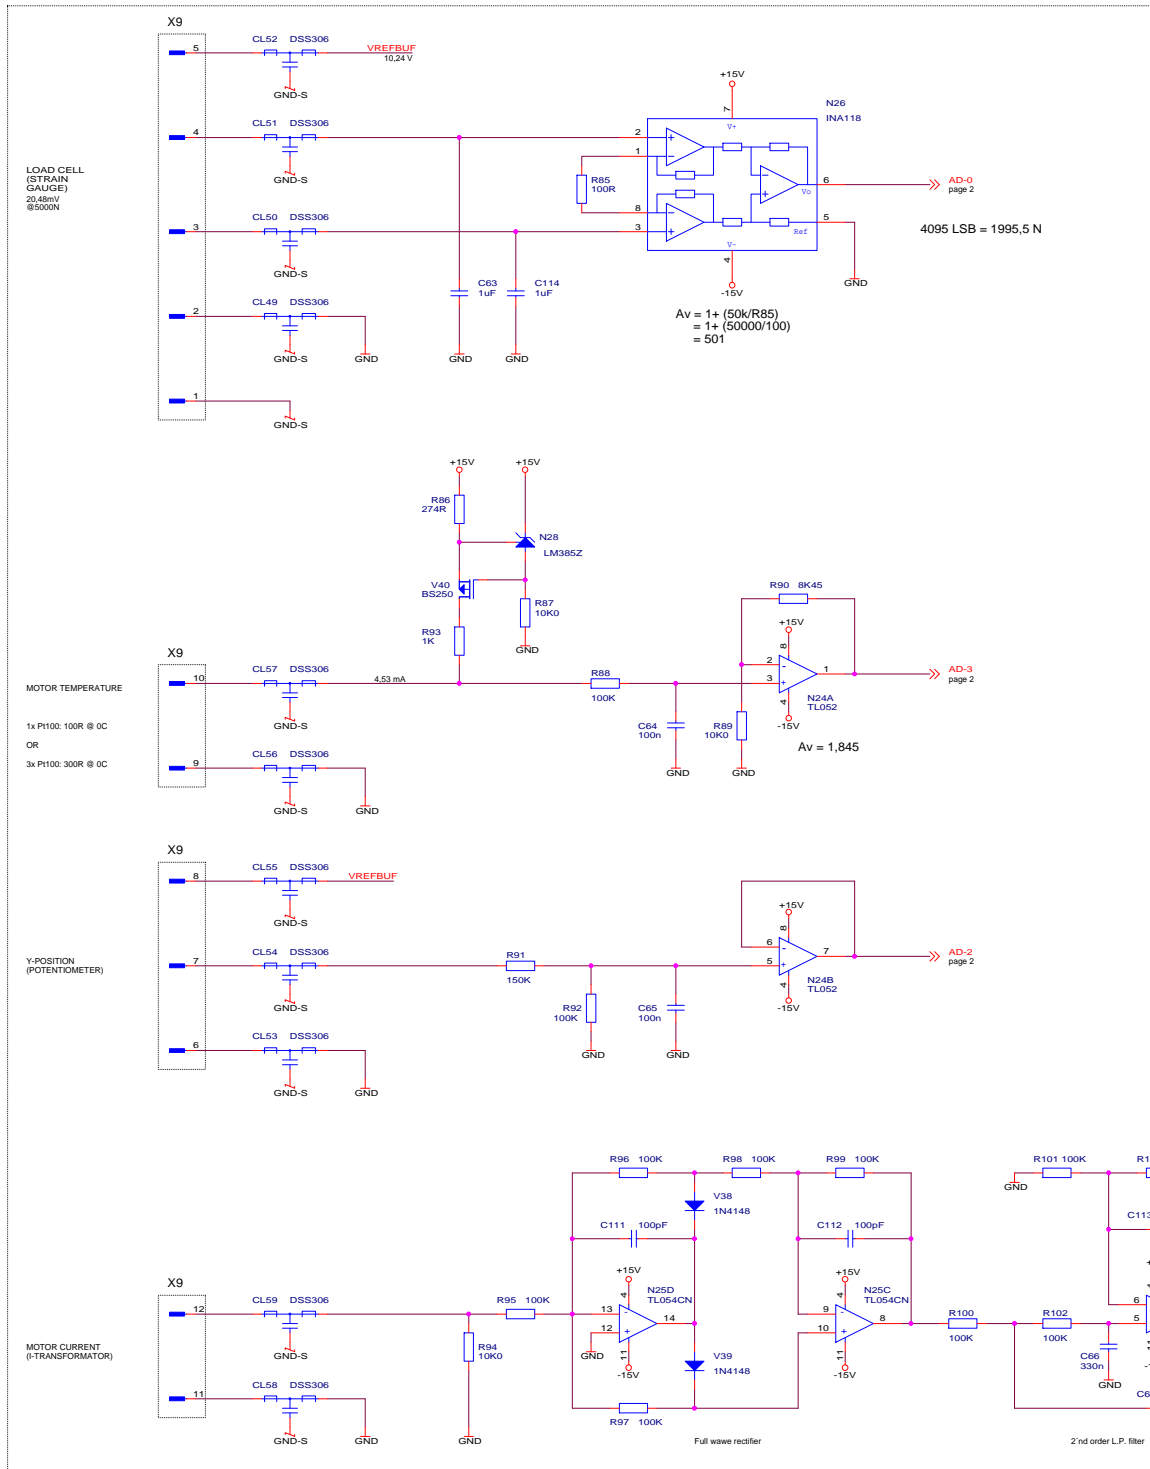 X9
5
CL52 DSS306
VREFBUF
10,24 V
GND-S
4
CL51 DSS306
GND-S
LOAD CELL
(STRAIN
GAUGE)
20,48mV
@5000N
3
CL50 DSS306
GND-S
2
CL49 DSS306
GND-S
GND
1
GND-S
C63
1uF
GND
C114
1uF
GND
R85
100R
+15V
7
N26
INA118
V+
2
1
8
3
6
Vo
5
Ref
V-
4
-15V
GND
AD-0
page 2
4095 LSB = 1995,5 N
Av = 1+ (50k/R85)
= 1+ (50000/100)
= 501
+15V
+15V
R86
274R
N28
LM385Z
V40
BS250
R87
10K0
GND
R93
1K
X9
10
CL57 DSS306
4,53 mA
GND-S
MOTOR TEMPERATURE
1x Pt100: 100R @ 0C
OR
3x Pt100: 300R @ 0C
9
CL56 DSS306
GND-S
GND
R88
100K
C64
100n
GND
R89
10K0
GND
R90 8K45
+15V
8
2
-
3
+
1
4
-15V
N24A
TL052
Av = 1,845
AD-3
page 2
X9
8
CL55 DSS306
VREFBUF
GND-S
7
CL54 DSS306
GND-S
Y-POSITION
(POTENTIOMETER)
6
CL53 DSS306
GND-S
GND
R91
150K
R92
100K
GND
C65
100n
GND
+15V
8
6
-
5
+
7
4
-15V
N24B
TL052
AD-2
page 2
X9
12
CL59 DSS306
GND-S
MOTOR CURRENT
(I-TRANSFORMATOR)
11
CL58 DSS306
GND-S
GND
R94
10K0
GND
R95 100K
R96 100K
C111 100pF
+15V
4
N25D
TL054CN
13
-
12
+
14
GND
11
-15V
R97 100K
V38
1N4148
V39
1N4148
R98 100K
R99 100K
C112 100pF
+15V
4
N25C
TL054CN
9
-
10
+
8
11
-15V
Full wawe rectifier
R100
100K
R102
100K
C66
330n
GND
R101 100K
GND
R1
C113
6
5
11
C6
2´nd order L.P. filter